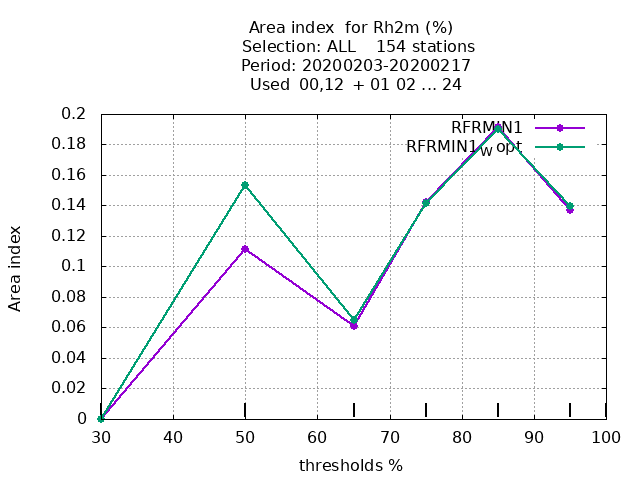 Area index  for Rh2m (%)
Selection: ALL    154 stations
Period: 20200203-20200217
Used  00,12  + 01 02 ... 24
RFRMIN1
RFRMIN1w opt
0.2
0.18
0.16
0.14
0.12
0.1
0.08
0.06
0.04
0.02
0
Area index
30 40 50 60 70 80 90 100
thresholds %